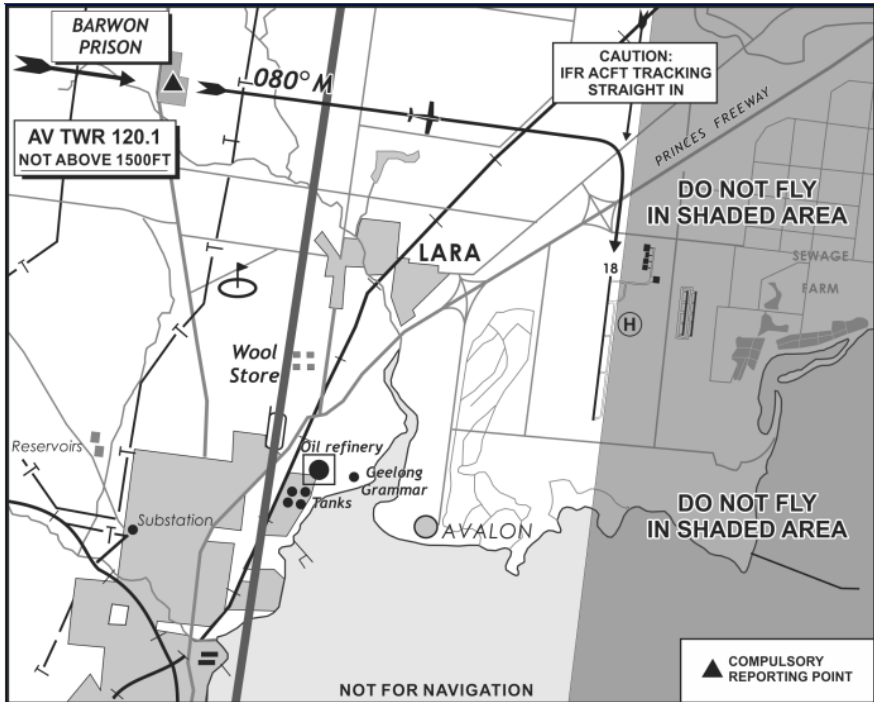 BARWON
PRISON
.080° M
CAUTION:
IFR ACFT TRACKING
STRAIGHT IN
AV TWR 120.1
NOT ABOVE 1500FT
PRINCES FREEWAY
DO NOT FLY
IN SHADED AREA
LARA
SEWAGE
FARM
18
H
Wool
Store
Reservoirs
Oil refinery
Geelong
Grammar
Tanks
Substation
AVALON
DO NOT FLY
IN SHADED AREA
COMPULSORY
REPORTING POINT
NOT FOR NAVIGATION